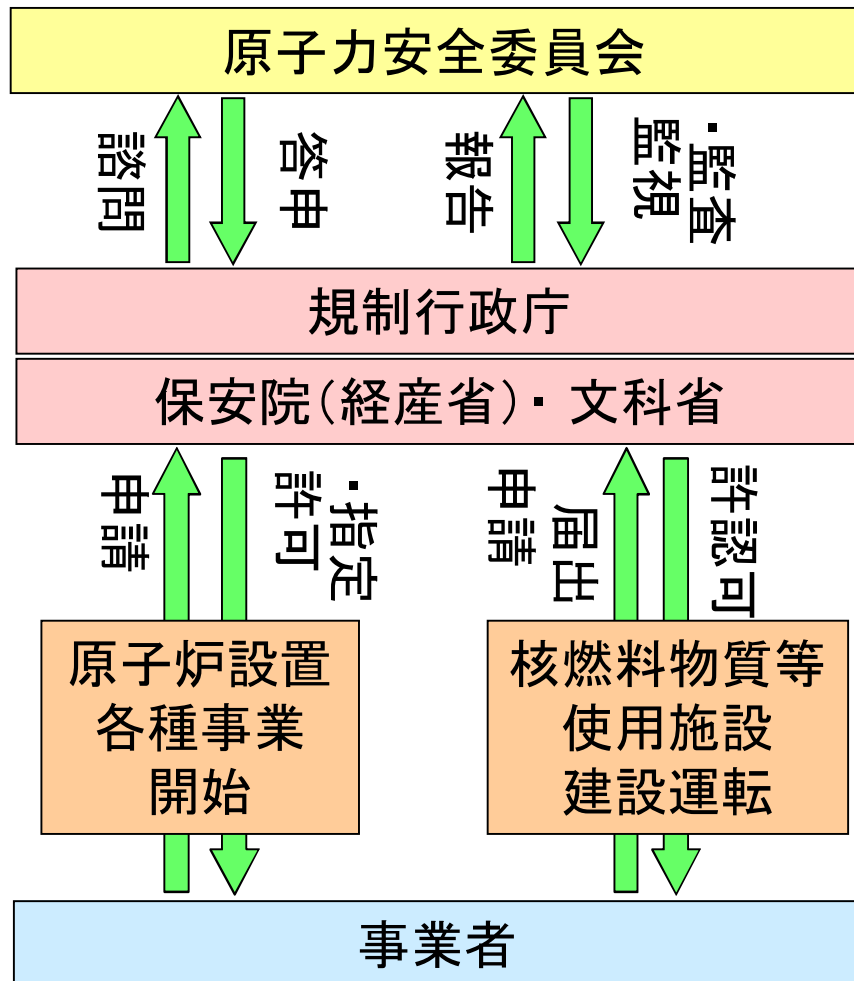 原子力安全委員会
諮問
答申
報告
・監査
監視
規制行政庁
保安院(経産省)・文科省
申請
・指定
許可
届出
申請
許認可
原子炉設置
各種事業
開始
核燃料物質等
使用施設
建設運転
事業者